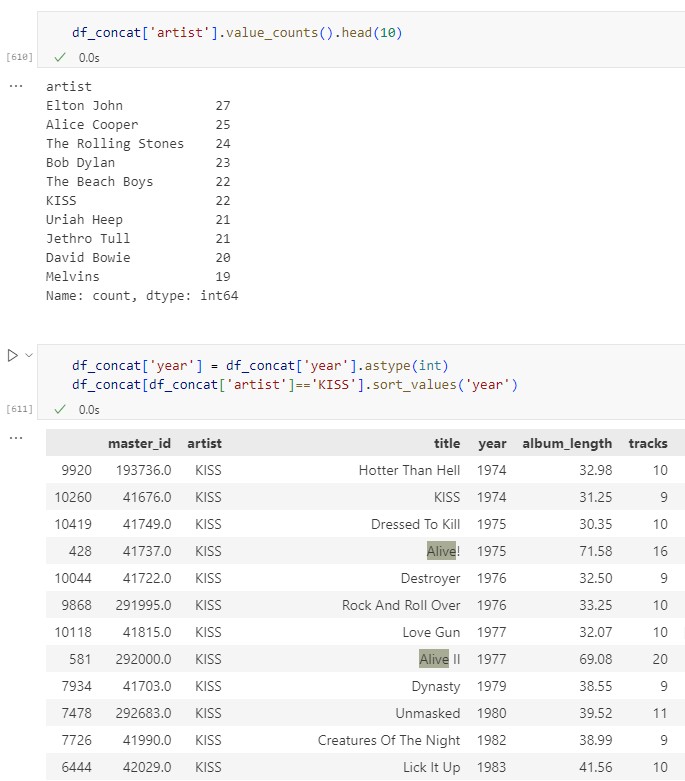 df_concat['artist'].value_counts().head(10)
[610] 0.0s
... artist
Elton John 27
Alice Cooper 25
The Rolling Stones 24
Bob Dylan 23
The Beach Boys 22
KISS 22
Uriah Heep 21
Jethro Tull 21
David Bowie 20
Melvins 19
Name: count, dtype: int64
df_concat['year'] = df_concat['year'].astype(int)
df_concat[df_concat['artist']=='KISS'].sort_values('year')
[611] 0.0s
...
master_id artist title year album_length tracks
9920 193736.0 KISS Hotter Than Hell 1974 32.98 10
10260 41676.0 KISS KISS 1974 31.25 9
10419 41749.0 KISS Dressed To Kill 1975 30.35 10
428 41737.0 KISS Alive! 1975 71.58 16
10044 41722.0 KISS Destroyer 1976 32.50 9
9868 291995.0 KISS Rock And Roll Over 1976 33.25 10
10118 41815.0 KISS Love Gun 1977 32.07 10
581 292000.0 KISS Alive II 1977 69.08 20
7934 41703.0 KISS Dynasty 1979 38.55 9
7478 292683.0 KISS Unmasked 1980 39.52 11
7726 41990.0 KISS Creatures Of The Night 1982 38.99 9
6444 42029.0 KISS Lick It Up 1983 41.56 10